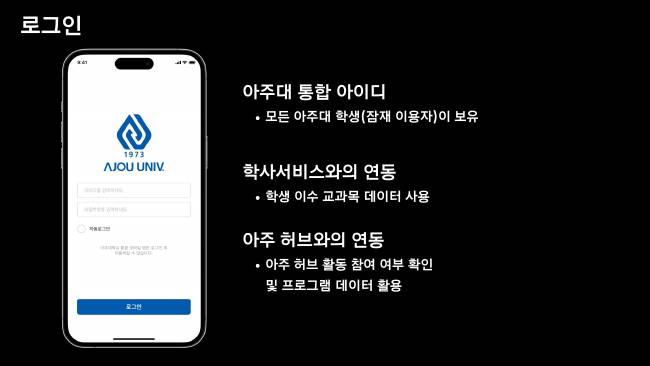 로그인
9:41
1973
AJOU UNIV.
자동로그인
로그인
아주대 통합 아이디
• 모든 아주대 학생(잠재 이용자)이 보유
학사서비스와의 연동
• 학생 이수 교과목 데이터 사용
아주 허브와의 연동
• 아주 허브 활동 참여 여부 확인
및 프로그램 데이터 활용